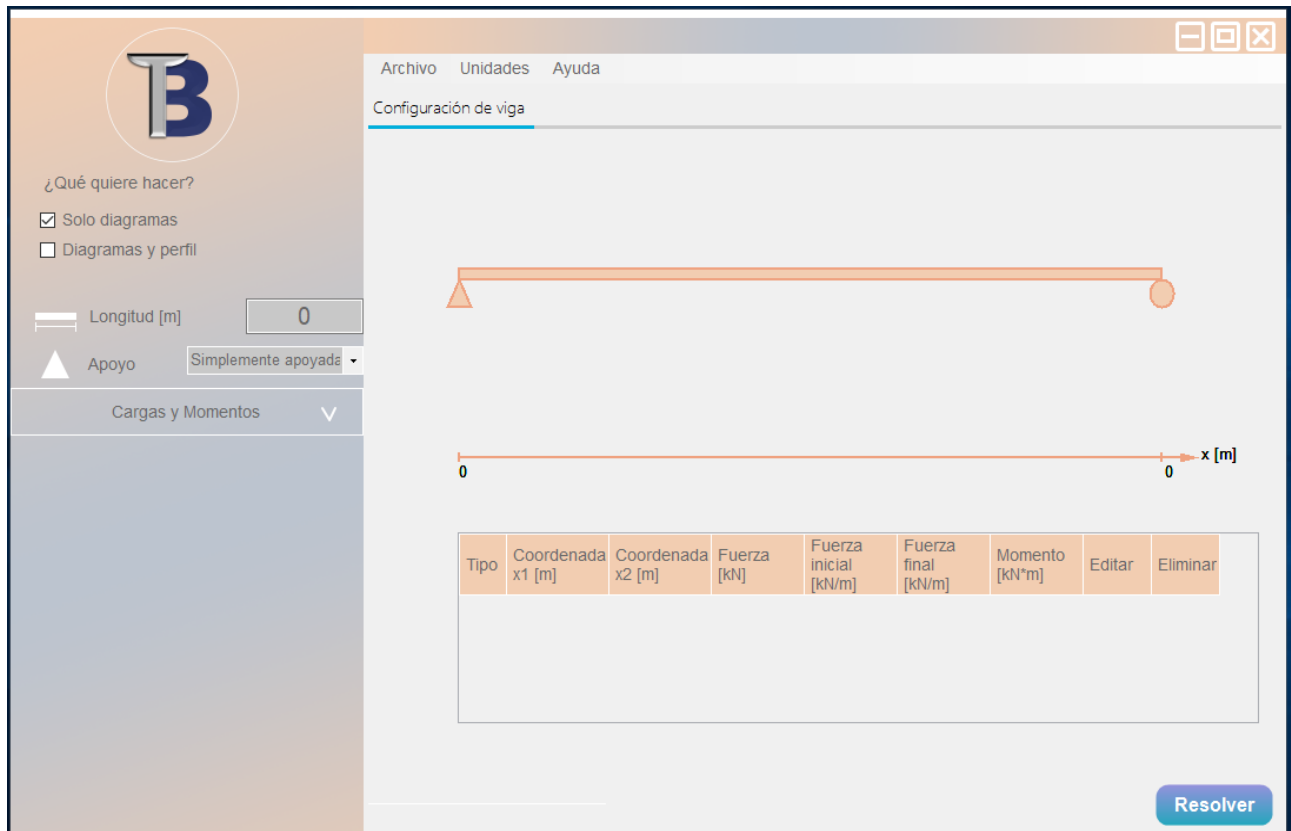 TB
¿Qué quiere hacer?
Solo diagramas
Diagramas y perfil
Longitud [m]
0
Apoyo
Simplemente apoyada
Cargas y Momentos
Archivo Unidades Ayuda
Configuración de viga
x [m]
0 0
Tipo
Coordenada
x1 [m]
Coordenada
x2 [m]
Fuerza
[kN]
Fuerza
inicial
[kN/m]
Fuerza
final
[kN/m]
Momento
[kN*m]
Editar
Eliminar
Resolver